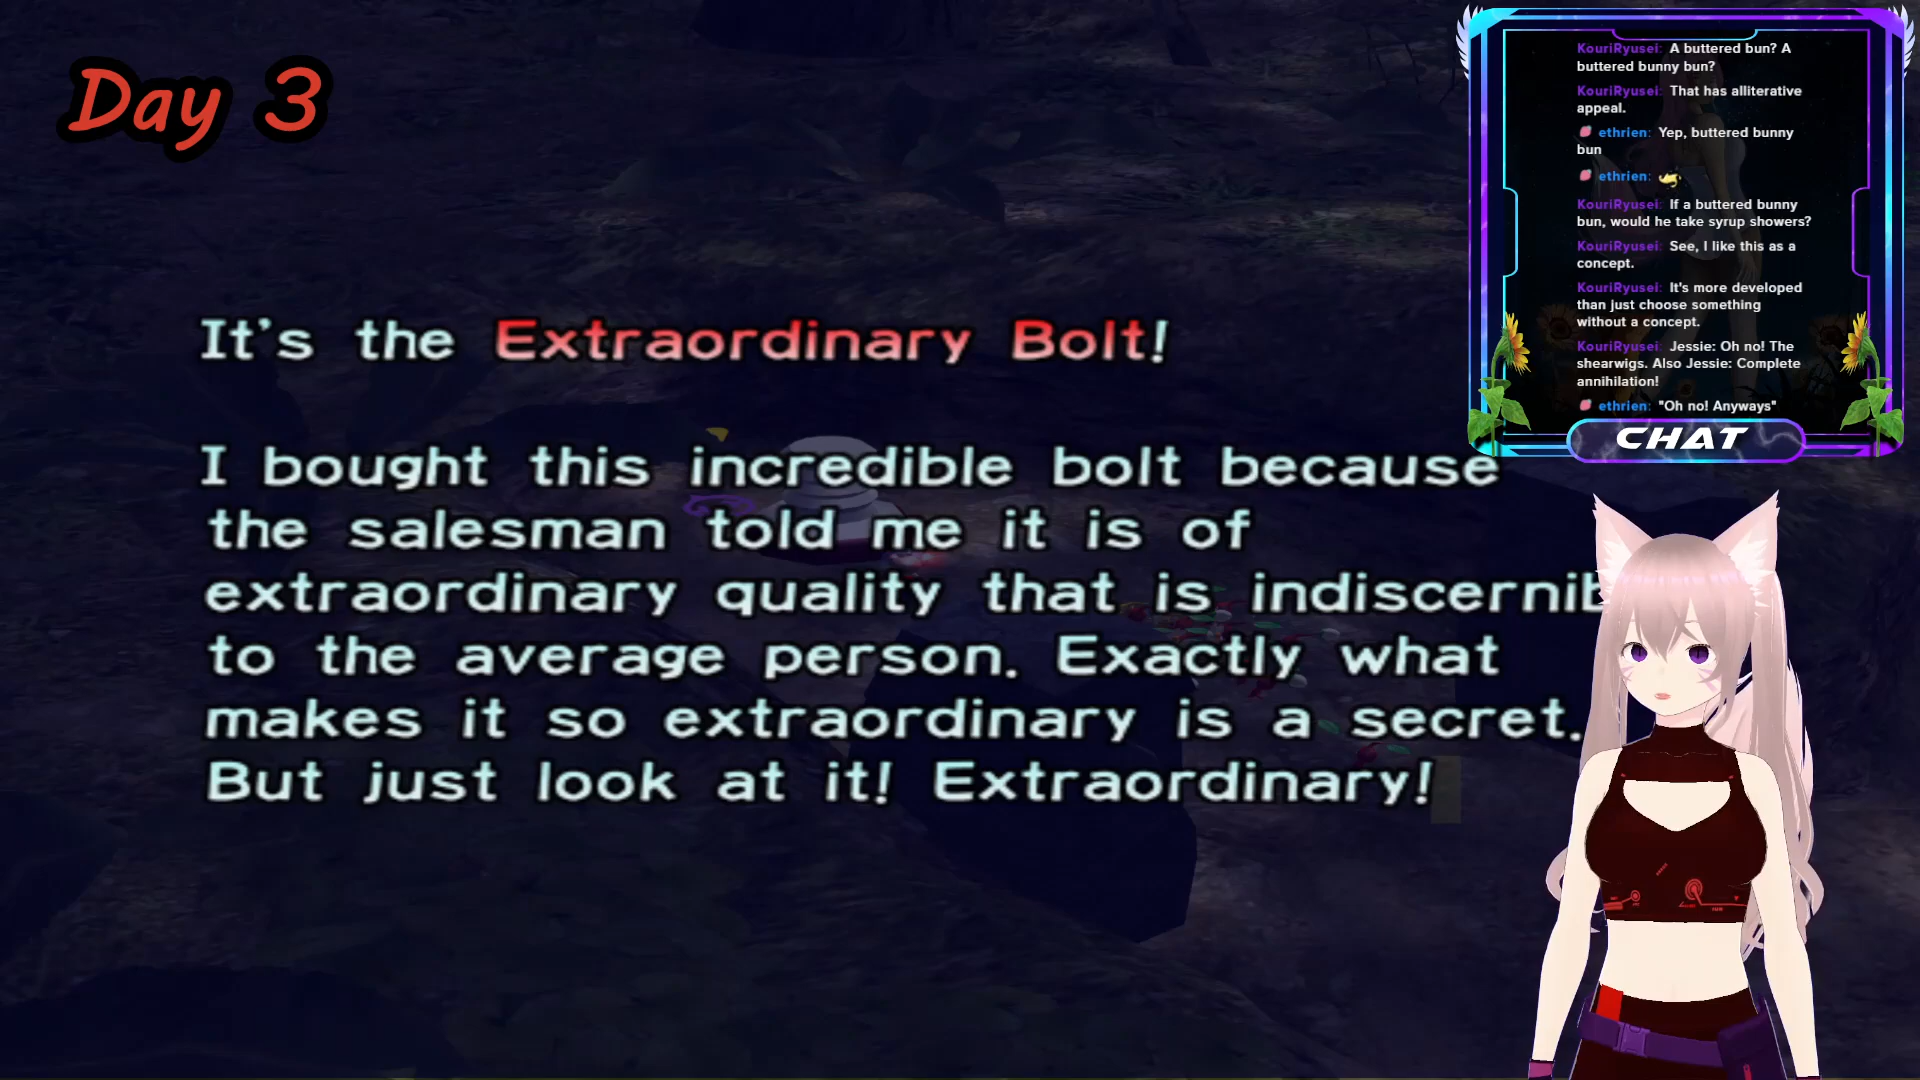 Day 3
It's the Extraordinary Bolt!
I bought this incredible bolt because
the salesman told me it is of
extraordinary quality that is
to the average person. Exactly what
makes it so extraordinary is a secret.
But just look at it! Extraordinary!
KouriRyusei: A buttered bun? A
buttered bunny bun?
KouriRyusei: That has alliterative
appeal.
ethrien: Yep, buttered bunny
bun
ethrien:
KouriRyusei: If a buttered bunny
bun, would he take syrup showers?
KouriRyusei: See, I like this as a
concept.
KouriRyusei: It's more developed
than just choose something
without a concept.
KouriRyusei: Jessie: Oh no! The
shearwigs. Also Jessie: Complete
annihilation!
ethrien: "Oh no! Anyways"
CHAT